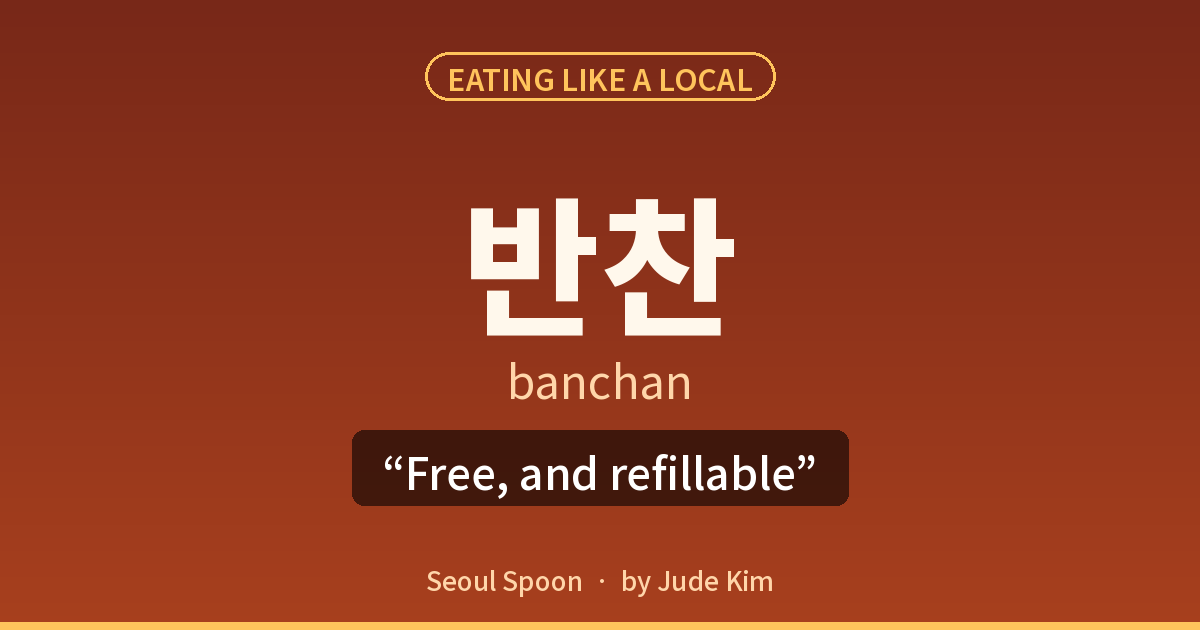 EATING LIKE A LOCAL
반찬
banchan
“Free, and refillable”
Seoul Spoon · by Jude Kim